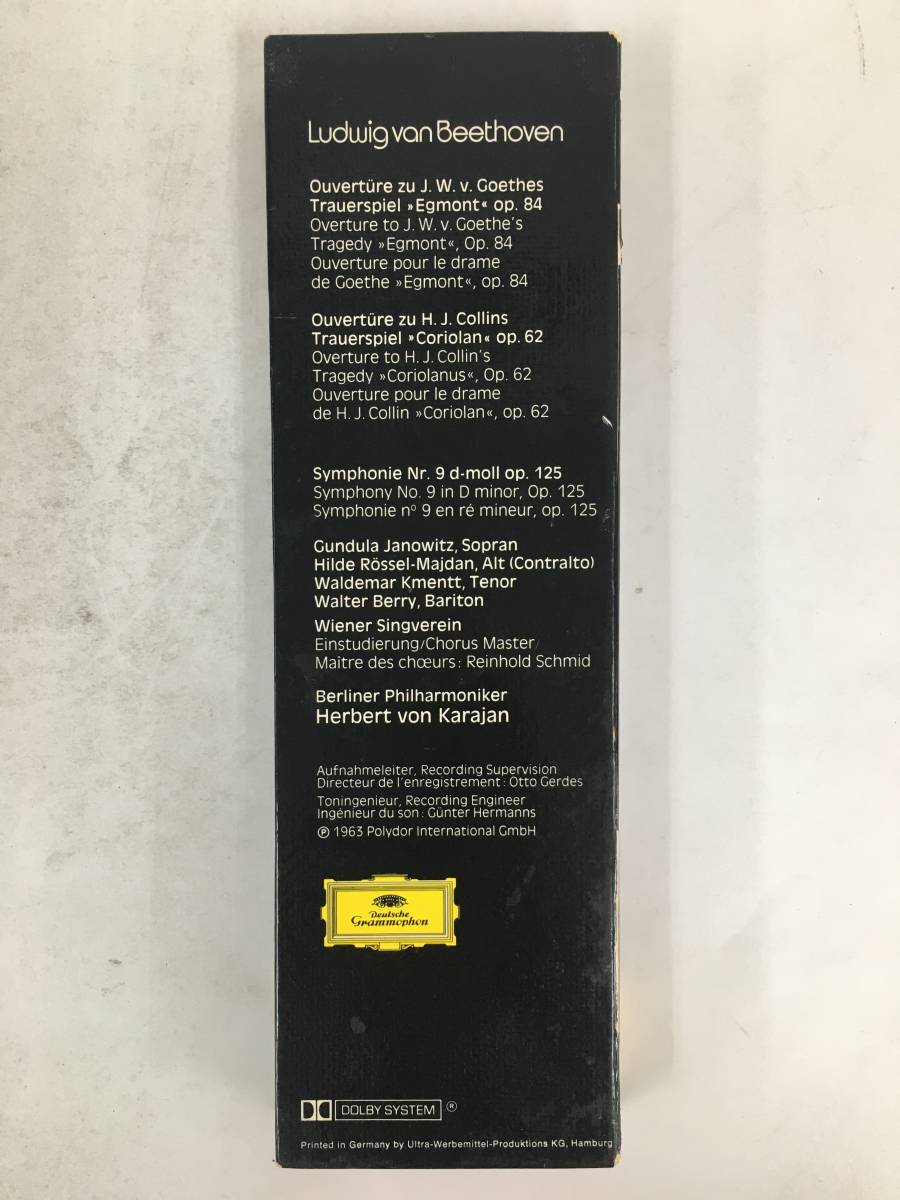 Ludwig van Beethoven
Ouvertüre zu J. W. v. Goethes
Trauerspiel »Egmont« op. 84
Overture to J. W. v. Goethe's
Tragedy »Egmont«, Op. 84
Ouverture pour le drame
de Goethe »Egmont«, op. 84
Ouvertüre zu H. J. Collins
Trauerspiel »Coriolan« op. 62
Overture to H. J. Collin's
Tragedy »Coriolanus«, Op. 62
Ouverture pour le drame
de H. J. Collin »Coriolan«, op. 62
Symphonie Nr. 9 d-moll op. 125
Symphony No. 9 in D minor, Op. 125
Symphonie nº 9 en ré mineur, op. 125
Gundula Janowitz, Sopran
Hilde Rössel-Majdan, Alt (Contralto)
Waldemar Kmentt, Tenor
Walter Berry, Bariton
Wiener Singverein
Einstudierung/Chorus Master/
Maitre des chœurs: Reinhold Schmid
Berliner Philharmoniker
Herbert von Karajan
Aufnahmeleiter, Recording Supervision
Directeur de l'enregistrement: Otto Gerdes
Toningenieur, Recording Engineer
Ingénieur du son: Günter Hermanns
℗ 1963 Polydor International GmbH
Deutsche
Grammophon
DOLBY SYSTEM ®
Printed in Germany by Ultra-Werbemittel-Produktions KG, Hamburg